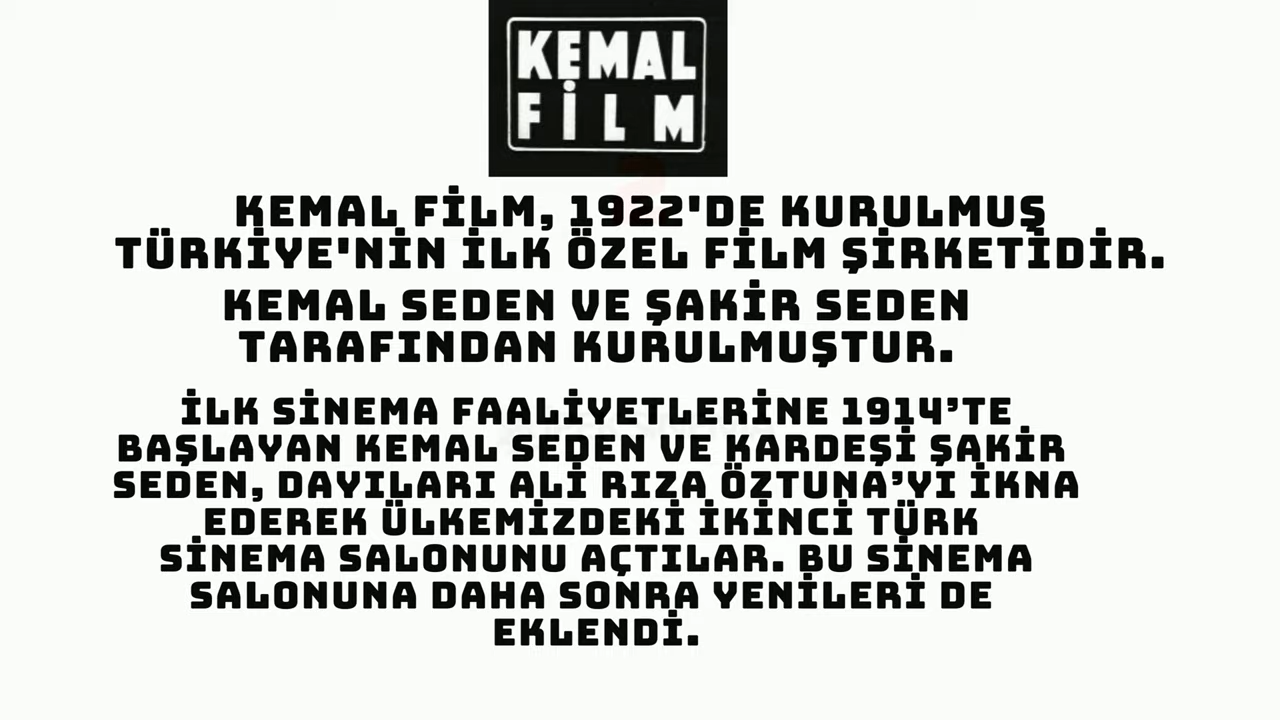 KEMAL
FİLM
KEMAL FİLM, 1922'DE KURULMUŞ
TÜRKİYE'NİN İLK ÖZEL FİLM ŞİRKETİDİR.
KEMAL SEDEN VE ŞAKİR SEDEN
TARAFINDAN KURULMUŞTUR.
İLK SİNEMA FAALİYETLERİNE 1914’TE
BAŞLAYAN KEMAL SEDEN VE KARDEŞİ ŞAKİR
SEDEN, DAYILARI ALİ RIZA ÖZTUNA’YI İKNA
EDEREK ÜLKEMİZDEKİ İKİNCİ TÜRK
SİNEMA SALONUNU AÇTILAR. BU SİNEMA
SALONUNA DAHA SONRA YENİLERİ DE
EKLENDİ.